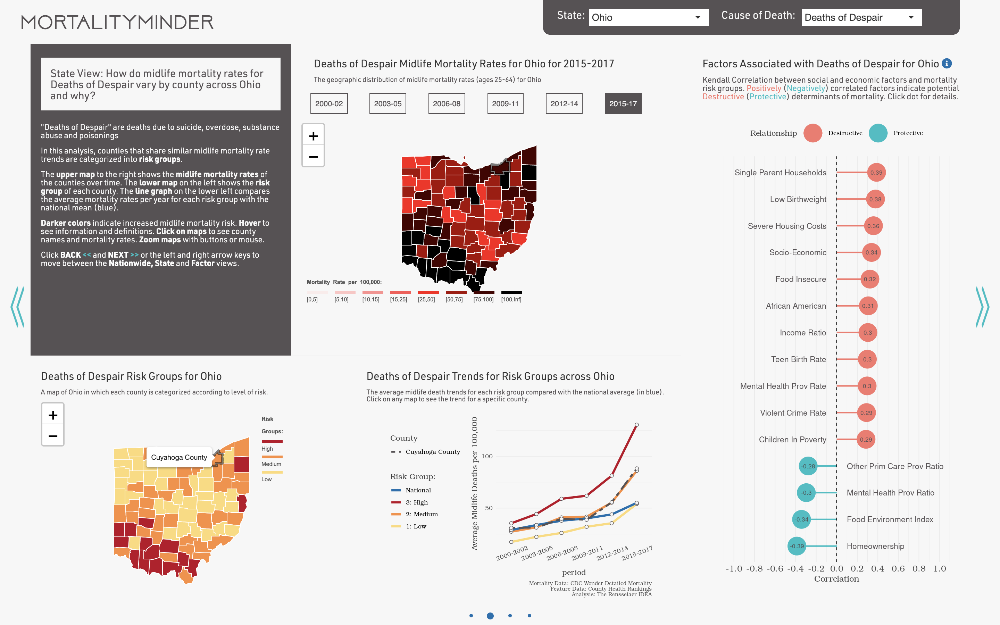 MORTALITYMINDER
State:
Ohio
Cause of Death:
Deaths of Despair
State View: How do midlife mortality rates for
Deaths of Despair vary by county across Ohio
and why?
"Deaths of Despair" are deaths due to suicide, overdose, substance
abuse and poisonings
In this analysis, counties that share similar midlife mortality rate
trends are categorized into risk groups.
The upper map to the right shows the midlife mortality rates of
the counties over time. The lower map on the left shows the risk
group of each county. The line graph on the lower left compares
the average mortality rates per year for each risk group with the
national mean (blue).
Darker colors indicate increased midlife mortality risk. Hover to
see information and definitions. Click on maps to see county
names and mortality rates. Zoom maps with buttons or mouse.
Click BACK << and NEXT >> or the left and right arrow keys to
move between the Nationwide, State and Factor views.
Deaths of Despair Midlife Mortality Rates for Ohio for 2015-2017
The geographic distribution of midlife mortality rates (ages 25-64) for Ohio
2000-02
2003-05
2006-08
2009-11
2012-14
2015-17
+
−
Mortality Rate per 100,000:
[0,5]
[5,10]
[10,15]
[15,25]
[25,50]
[50,75]
[75,100]
[100,Inf]
Factors Associated with Deaths of Despair for Ohio i
Kendall Correlation between social and economic factors and mortality
risk groups. Positively (Negatively) correlated factors indicate potential
Destructive (Protective) determinants of mortality. Click dot for details.
Relationship
Destructive
Protective
Single Parent Households 0.39
Low Birthweight 0.38
Severe Housing Costs 0.36
Socio-Economic 0.34
Food Insecure 0.32
African American 0.31
Income Ratio 0.3
Teen Birth Rate 0.3
Mental Health Prov Rate 0.3
Violent Crime Rate 0.29
Children In Poverty 0.29
-0.28 Other Prim Care Prov Ratio
-0.3 Mental Health Prov Ratio
-0.34 Food Environment Index
-0.39 Homeownership
-1.0 -0.8 -0.6 -0.4 -0.2 0.0 0.2 0.4 0.6 0.8 1.0
Correlation
Deaths of Despair Risk Groups for Ohio
A map of Ohio in which each county is categorized according to level of risk.
+
−
Cuyahoga County
Risk
Groups:
High
Medium
Low
Deaths of Despair Trends for Risk Groups across Ohio
The average midlife death trends for each risk group compared with the national average (in blue).
Click on any map to see the trend for a specific county.
County
Cuyahoga County
Risk Group:
National
3: High
2: Medium
1: Low
Average Midlife Deaths per 100,000
100
50
2000-2002
2003-2005
2006-2008
2009-2011
2012-2014
2015-2017
period
Mortality Data: CDC Wonder Detailed Mortality
Feature Data: County Health Rankings
Analysis: The Rensselaer IDEA